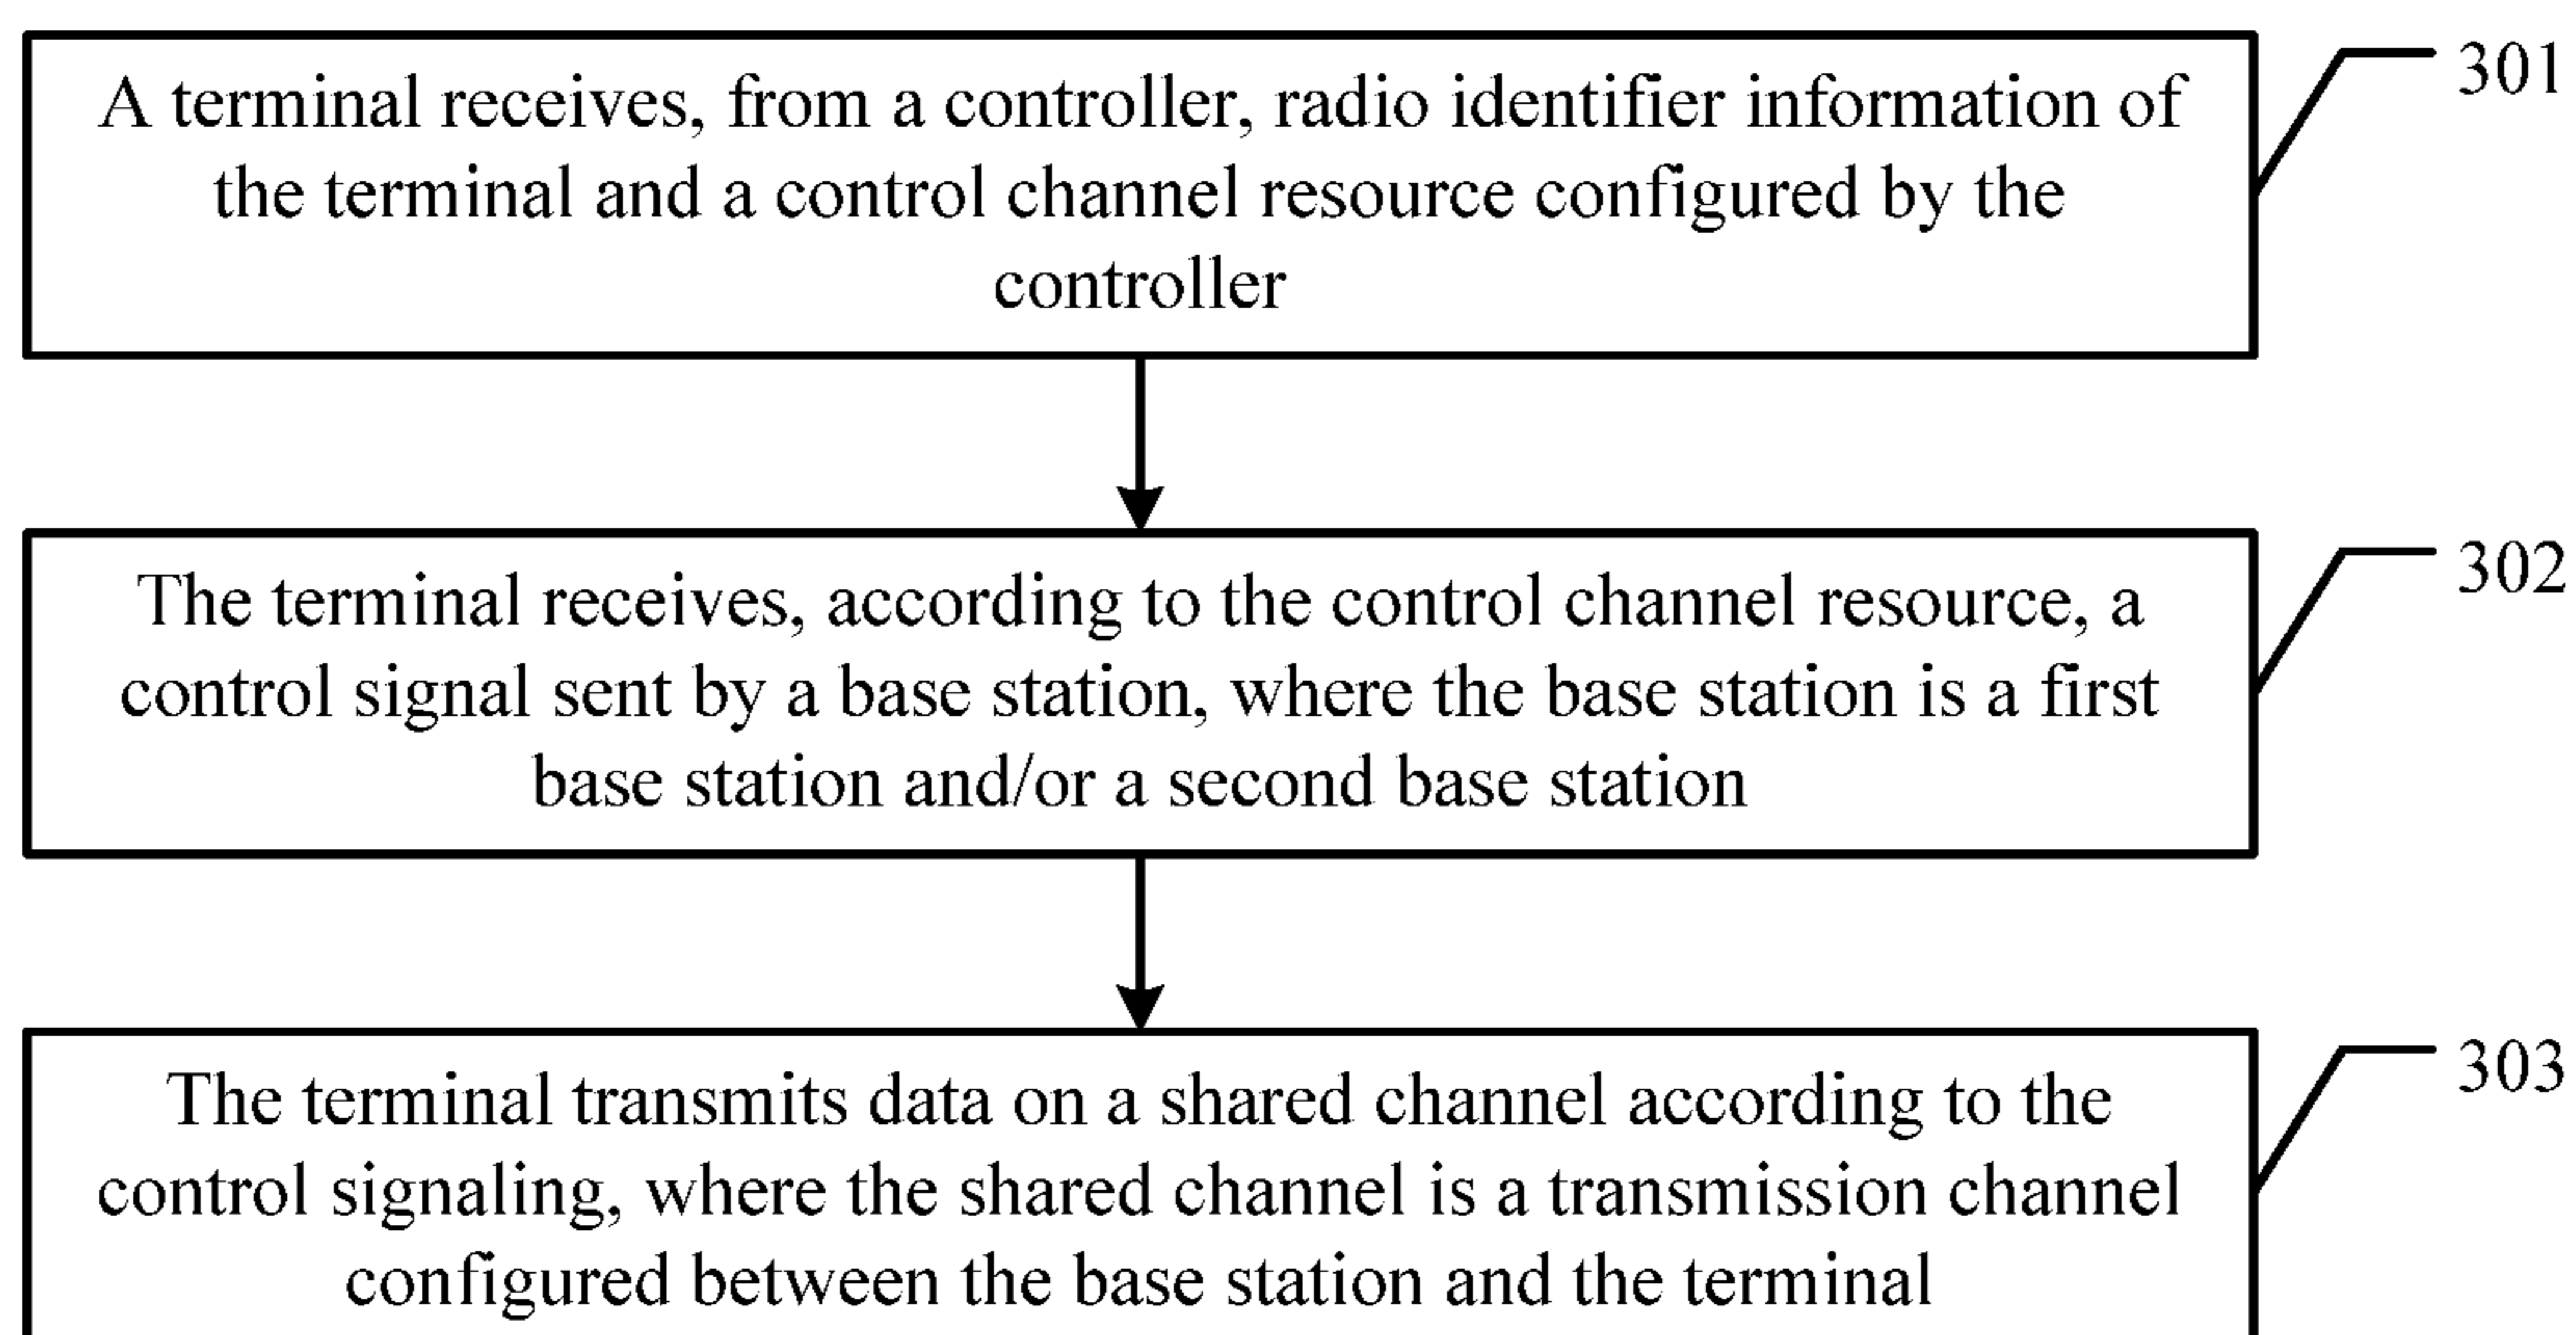 A terminal receives, from a controller, radio identifier information of
the terminal and a control channel resource configured by the
controller
301
The terminal receives, according to the control channel resource, a
control signal sent by a base station, where the base station is a first
base station and/or a second base station
302
The terminal transmits data on a shared channel according to the
control signaling, where the shared channel is a transmission channel
configured between the base station and the terminal
303